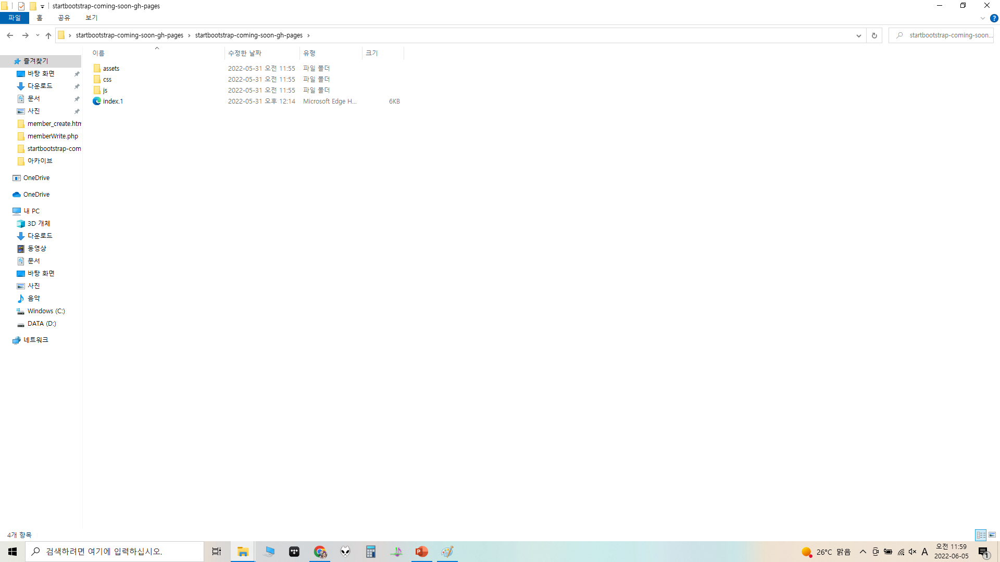 startbootstrap-coming-soon-gh-pages
파일 홈 공유 보기
startbootstrap-coming-soon-gh-pages › startbootstrap-coming-soon-gh-pages ›
startbootstrap-coming-soon...
이름 수정한 날짜 유형 크기
assets 2022-05-31 오전 11:55 파일 폴더
css 2022-05-31 오전 11:55 파일 폴더
js 2022-05-31 오전 11:55 파일 폴더
index.1 2022-05-31 오후 12:14 Microsoft Edge H... 6KB
즐겨찾기
바탕 화면
다운로드
문서
사진
member_create.htm
memberWrite.php
startbootstrap-com
아카이브
OneDrive
OneDrive
내 PC
3D 개체
다운로드
동영상
문서
바탕 화면
사진
음악
Windows (C:)
DATA (D:)
네트워크
4개 항목
검색하려면 여기에 입력하십시오.
26°C 맑음
A
오전 11:59
2022-06-05
1